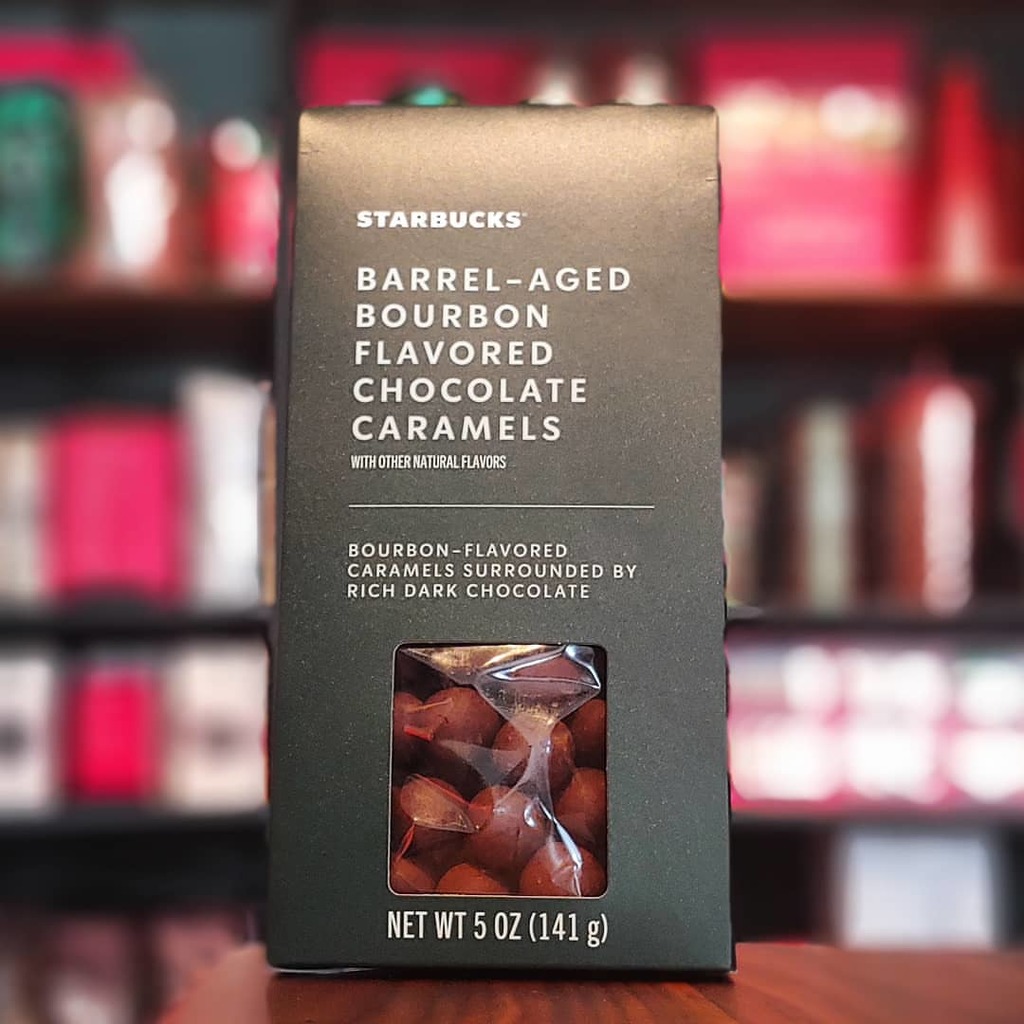 STARBUCKS™
BARREL-AGED
BOURBON
FLAVORED
CHOCOLATE
CARAMELS
WITH OTHER NATURAL FLAVORS
BOURBON-FLAVORED
CARAMELS SURROUNDED BY
RICH DARK CHOCOLATE
NET WT 5 OZ (141 g)